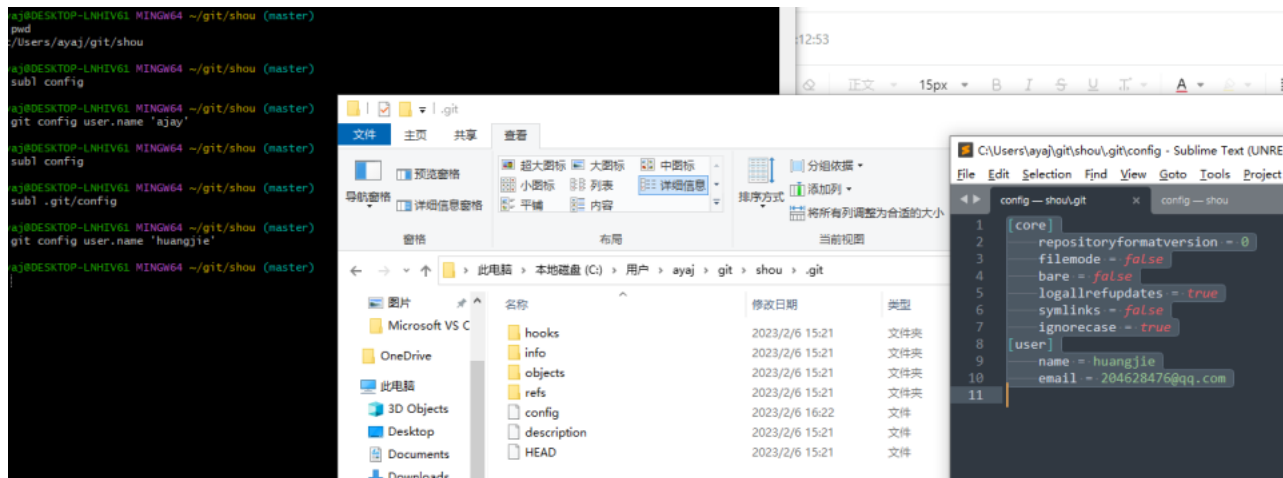 ayaj@DESKTOP-LNHIV61 MINGW64 ~/git/shou (master)
pwd
:/Users/ayaj/git/shou
aj@DESKTOP-LNHIV61 MINGW64 ~/git/shou (master)
subl config
aj@DESKTOP-LNHIV61 MINGW64 ~/git/shou (master)
git config user.name 'ajay'
aj@DESKTOP-LNHIV61 MINGW64 ~/git/shou (master)
subl config
aj@DESKTOP-LNHIV61 MINGW64 ~/git/shou (master)
subl .git/config
aj@DESKTOP-LNHIV61 MINGW64 ~/git/shou (master)
git config user.name 'huangjie'
aj@DESKTOP-LNHIV61 MINGW64 ~/git/shou (master)
:12:53
正文 15px B I S U T A
.git
文件 主页 共享 查看
导航窗格
预览窗格
详细信息窗格
窗格
超大图标 大图标 中图标
小图标 列表 详细信息
平铺 内容
布局
排序方式
分组依据
添加列
将所有列调整为合适的大小
当前视图
此电脑 > 本地磁盘 (C:) > 用户 > ayaj > git > shou > .git
图片
Microsoft VS C
OneDrive
此电脑
3D Objects
Desktop
Documents
Downloads
名称 修改日期 类型
hooks 2023/2/6 15:21 文件夹
info 2023/2/6 15:21 文件夹
objects 2023/2/6 15:21 文件夹
refs 2023/2/6 15:21 文件夹
config 2023/2/6 16:22 文件
description 2023/2/6 15:21 文件
HEAD 2023/2/6 15:21 文件
C:\Users\ayaj\git\shou\.git\config - Sublime Text (UNRE
File Edit Selection Find View Goto Tools Project
config — shou\.git × config — shou
1 [core]
2 repositoryformatversion = 0
3 filemode = false
4 bare = false
5 logallrefupdates = true
6 symlinks = false
7 ignorecase = true
8 [user]
9 name = huangjie
10 email = 204628476@qq.com
11